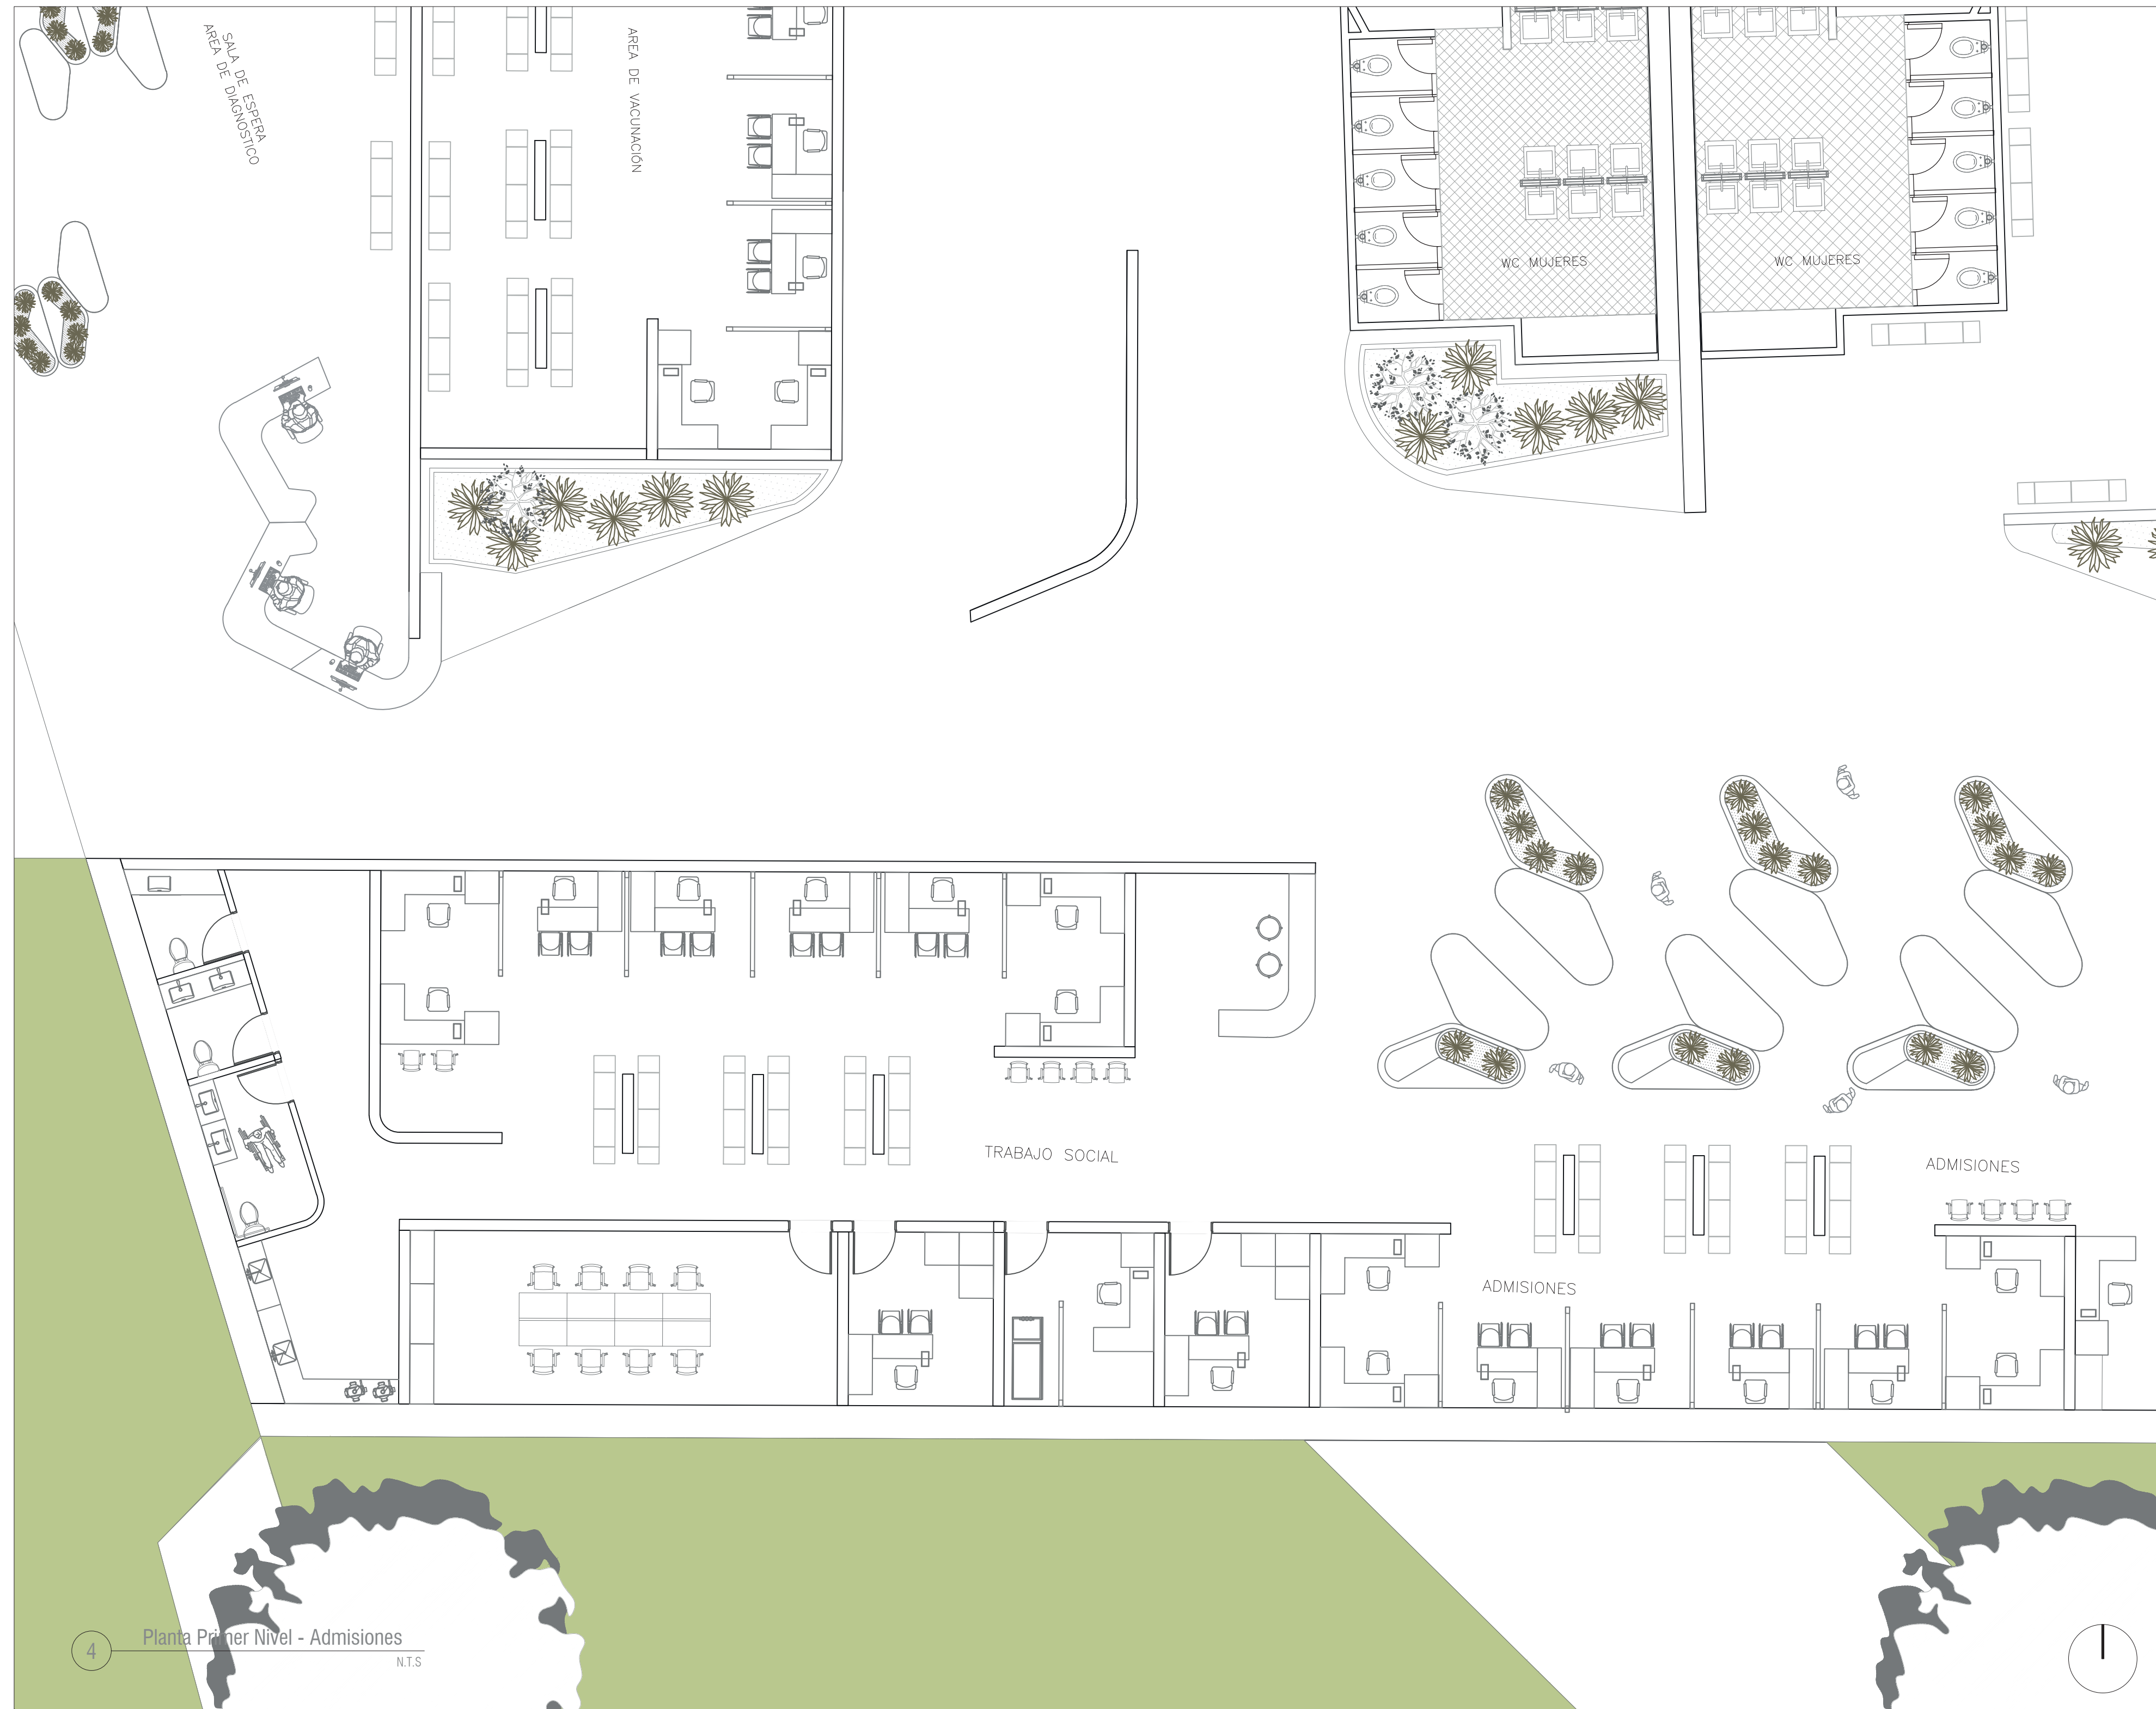 SALA DE ESPERA
AREA DE DIAGNOSTICO
AREA DE VACUNACIÓN
WC MUJERES
WC MUJERES
TRABAJO SOCIAL
ADMISIONES
ADMISIONES
4
Planta Primer Nivel - Admisiones
N.T.S